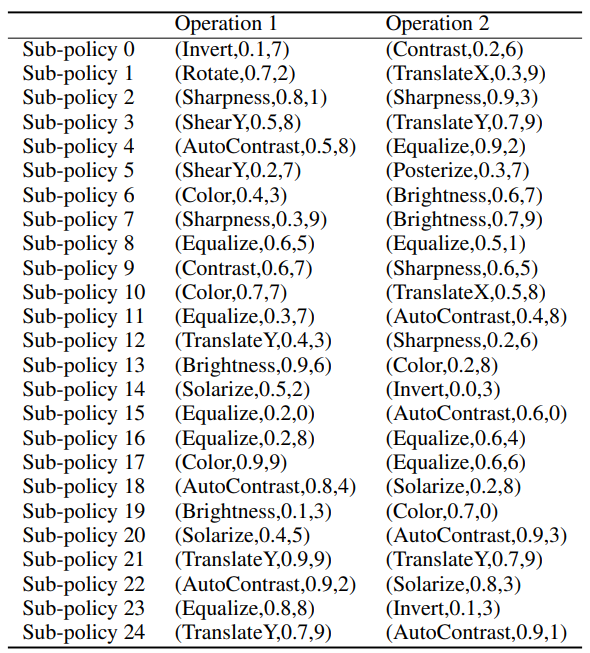 Operation 1 Operation 2
Sub-policy 0 (Invert,0.1,7) (Contrast,0.2,6)
Sub-policy 1 (Rotate,0.7,2) (TranslateX,0.3,9)
Sub-policy 2 (Sharpness,0.8,1) (Sharpness,0.9,3)
Sub-policy 3 (ShearY,0.5,8) (TranslateY,0.7,9)
Sub-policy 4 (AutoContrast,0.5,8) (Equalize,0.9,2)
Sub-policy 5 (ShearY,0.2,7) (Posterize,0.3,7)
Sub-policy 6 (Color,0.4,3) (Brightness,0.6,7)
Sub-policy 7 (Sharpness,0.3,9) (Brightness,0.7,9)
Sub-policy 8 (Equalize,0.6,5) (Equalize,0.5,1)
Sub-policy 9 (Contrast,0.6,7) (Sharpness,0.6,5)
Sub-policy 10 (Color,0.7,7) (TranslateX,0.5,8)
Sub-policy 11 (Equalize,0.3,7) (AutoContrast,0.4,8)
Sub-policy 12 (TranslateY,0.4,3) (Sharpness,0.2,6)
Sub-policy 13 (Brightness,0.9,6) (Color,0.2,8)
Sub-policy 14 (Solarize,0.5,2) (Invert,0.0,3)
Sub-policy 15 (Equalize,0.2,0) (AutoContrast,0.6,0)
Sub-policy 16 (Equalize,0.2,8) (Equalize,0.6,4)
Sub-policy 17 (Color,0.9,9) (Equalize,0.6,6)
Sub-policy 18 (AutoContrast,0.8,4) (Solarize,0.2,8)
Sub-policy 19 (Brightness,0.1,3) (Color,0.7,0)
Sub-policy 20 (Solarize,0.4,5) (AutoContrast,0.9,3)
Sub-policy 21 (TranslateY,0.9,9) (TranslateY,0.7,9)
Sub-policy 22 (AutoContrast,0.9,2) (Solarize,0.8,3)
Sub-policy 23 (Equalize,0.8,8) (Invert,0.1,3)
Sub-policy 24 (TranslateY,0.7,9) (AutoContrast,0.9,1)